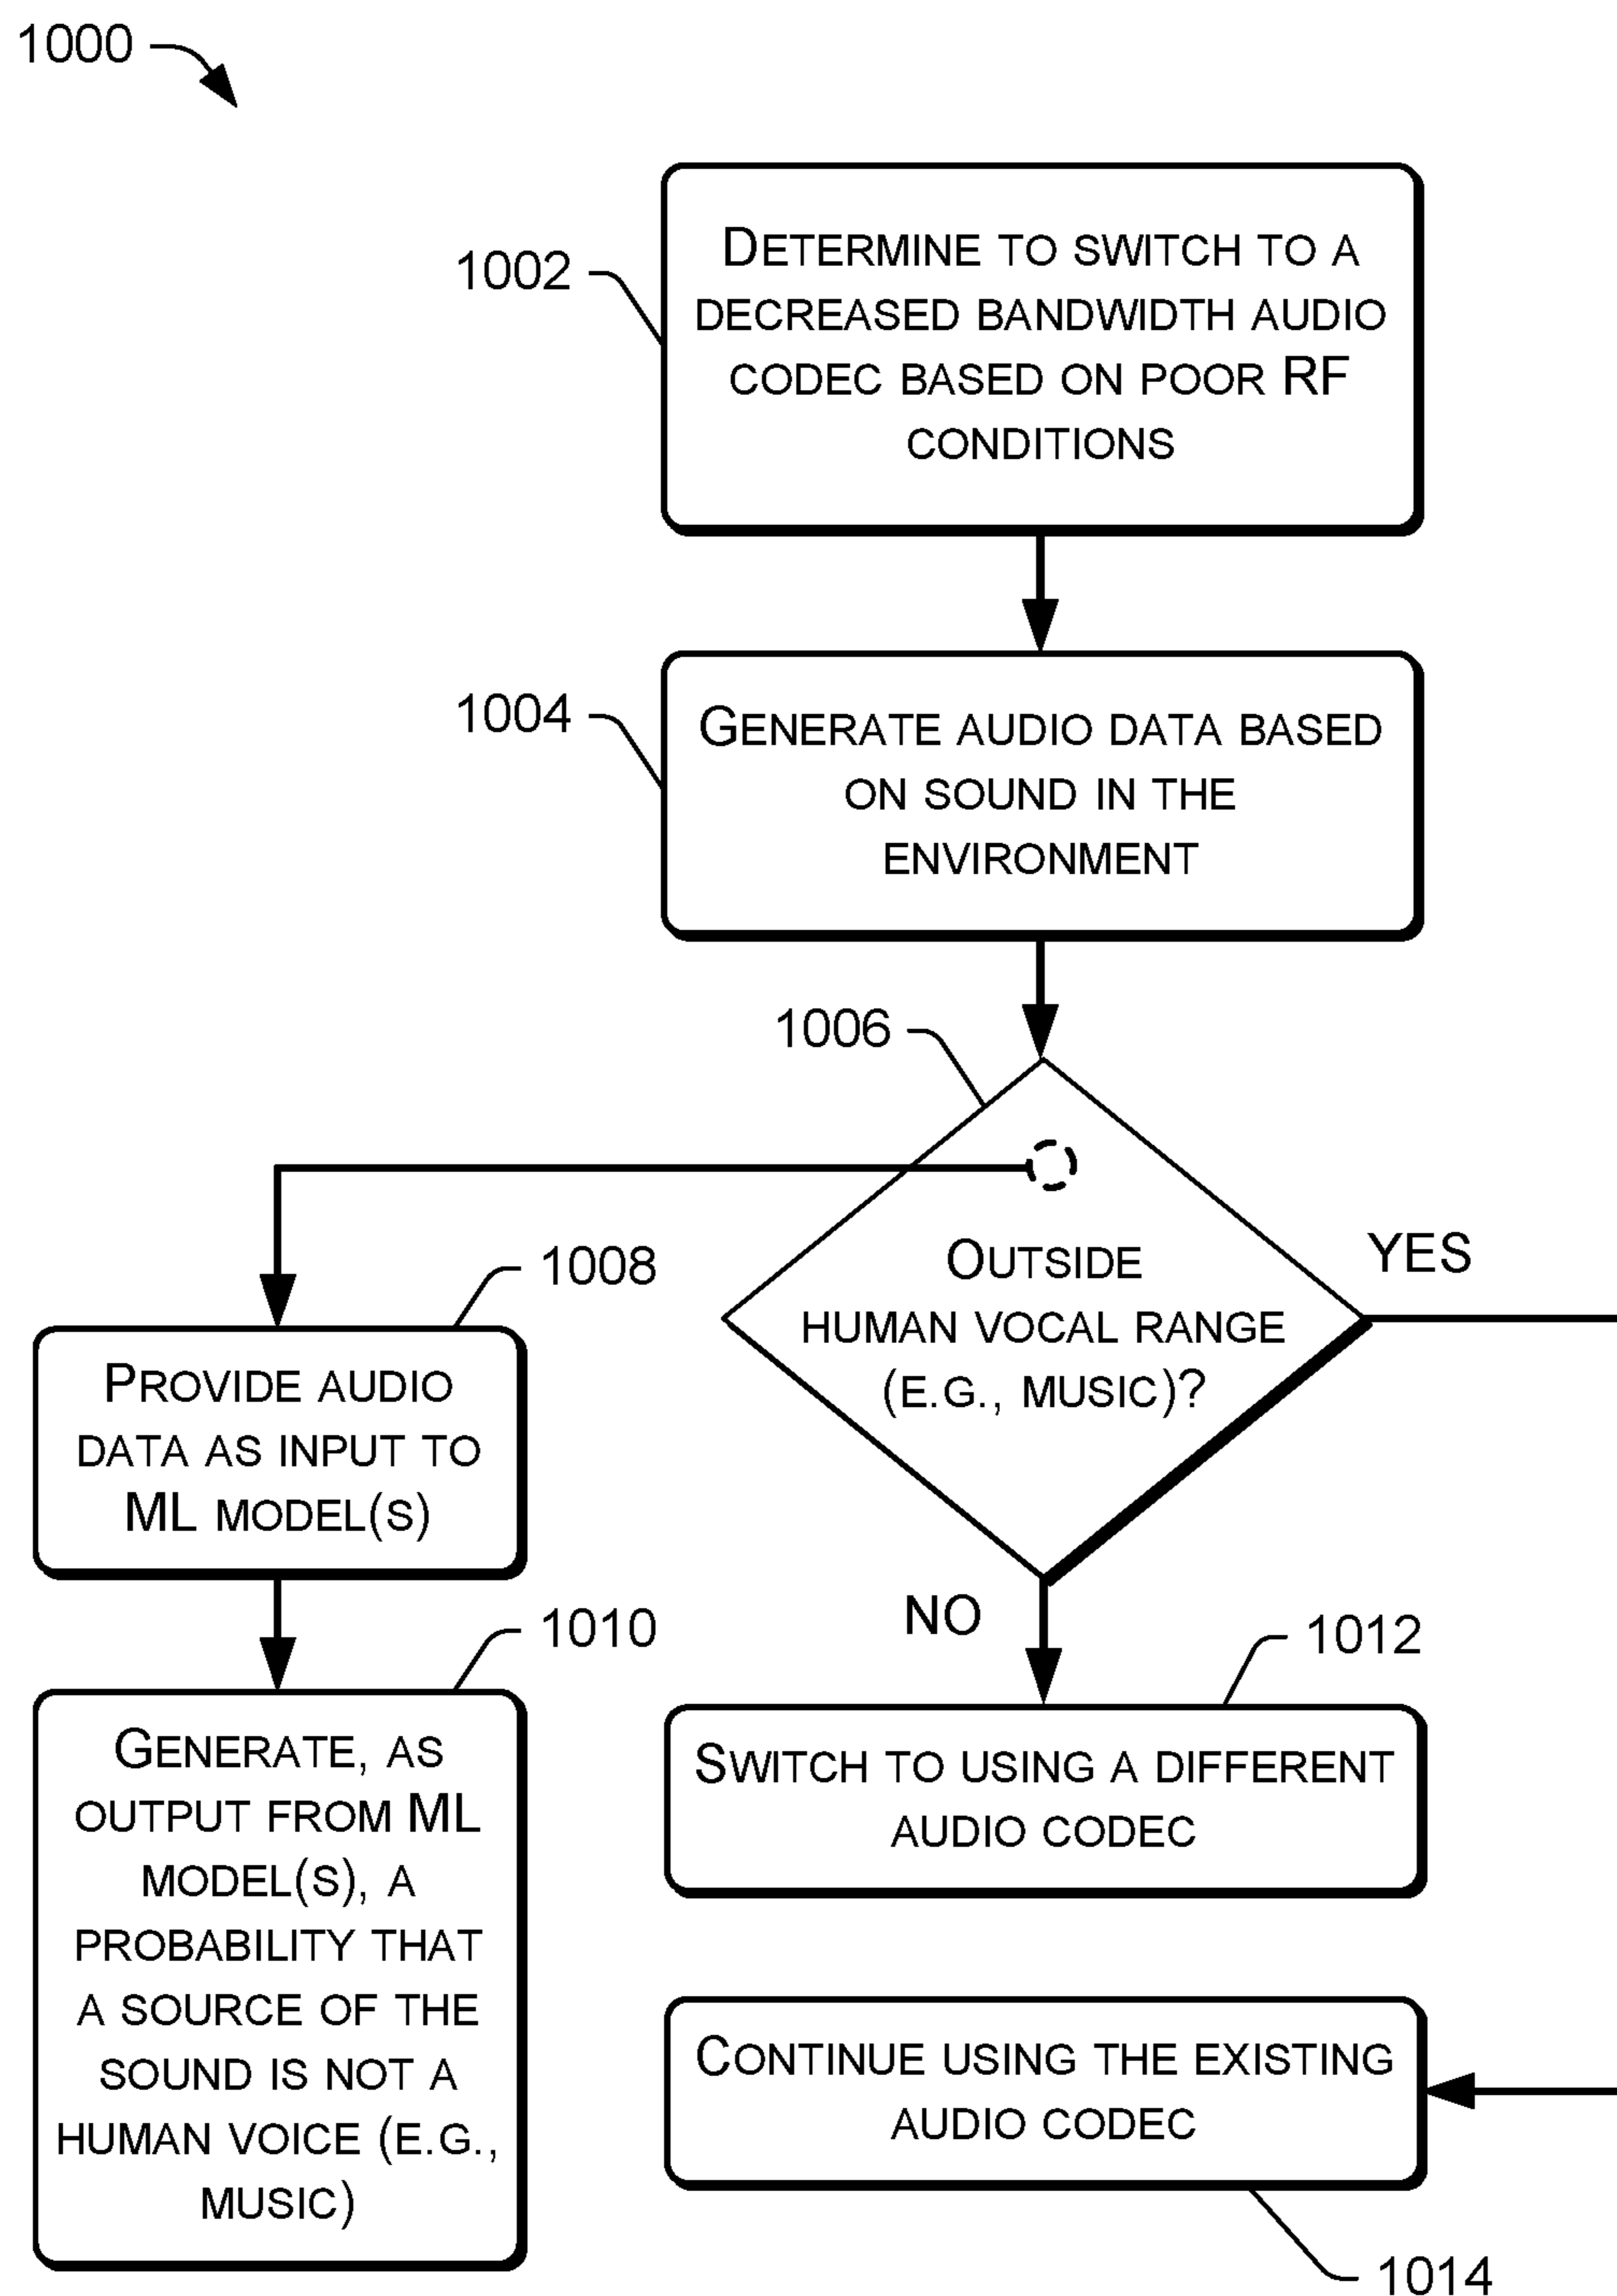 1000
1002
DETERMINE TO SWITCH TO A
DECREASED BANDWIDTH AUDIO
CODEC BASED ON POOR RF
CONDITIONS
1004
GENERATE AUDIO DATA BASED
ON SOUND IN THE
ENVIRONMENT
1006
OUTSIDE
HUMAN VOCAL RANGE
(E.G., MUSIC)?
YES
NO
1008
PROVIDE AUDIO
DATA AS INPUT TO
ML MODEL(S)
1010
GENERATE, AS
OUTPUT FROM ML
MODEL(S), A
PROBABILITY THAT
A SOURCE OF THE
SOUND IS NOT A
HUMAN VOICE (E.G.,
MUSIC)
1012
SWITCH TO USING A DIFFERENT
AUDIO CODEC
CONTINUE USING THE EXISTING
AUDIO CODEC
1014